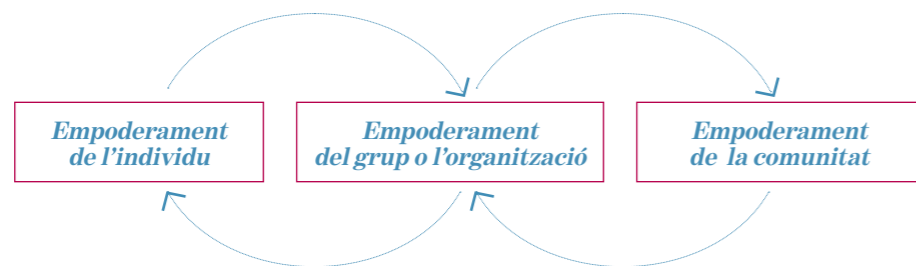 Empoderament
de l’individu
Empoderament
del grup o l’organització
Empoderament
de la comunitat